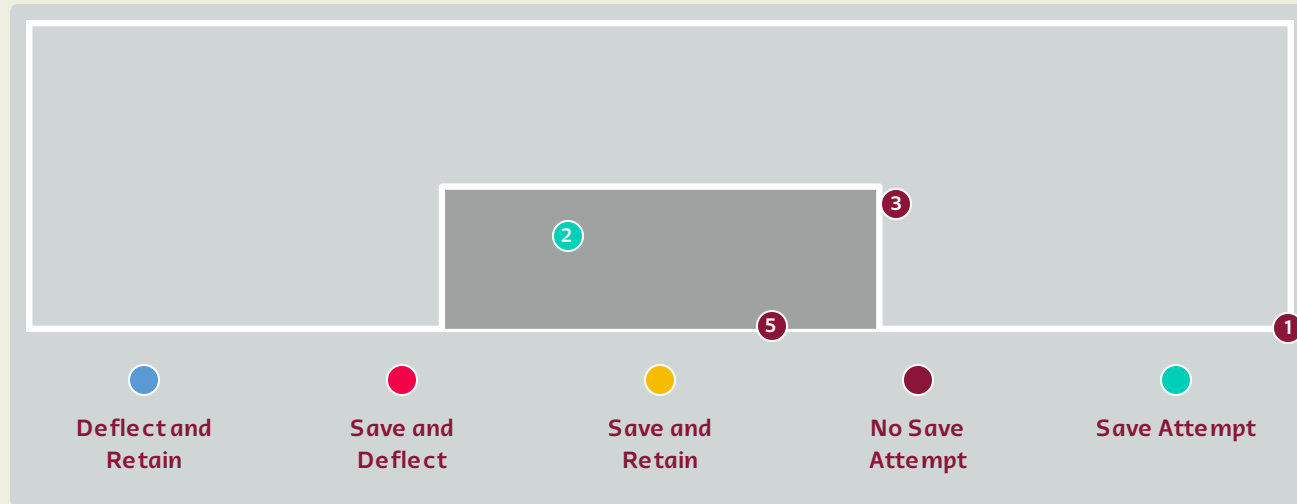 3
2
5
1
Deflect and
Retain
Save and
Deflect
Save and
Retain
No Save
Attempt
Save Attempt